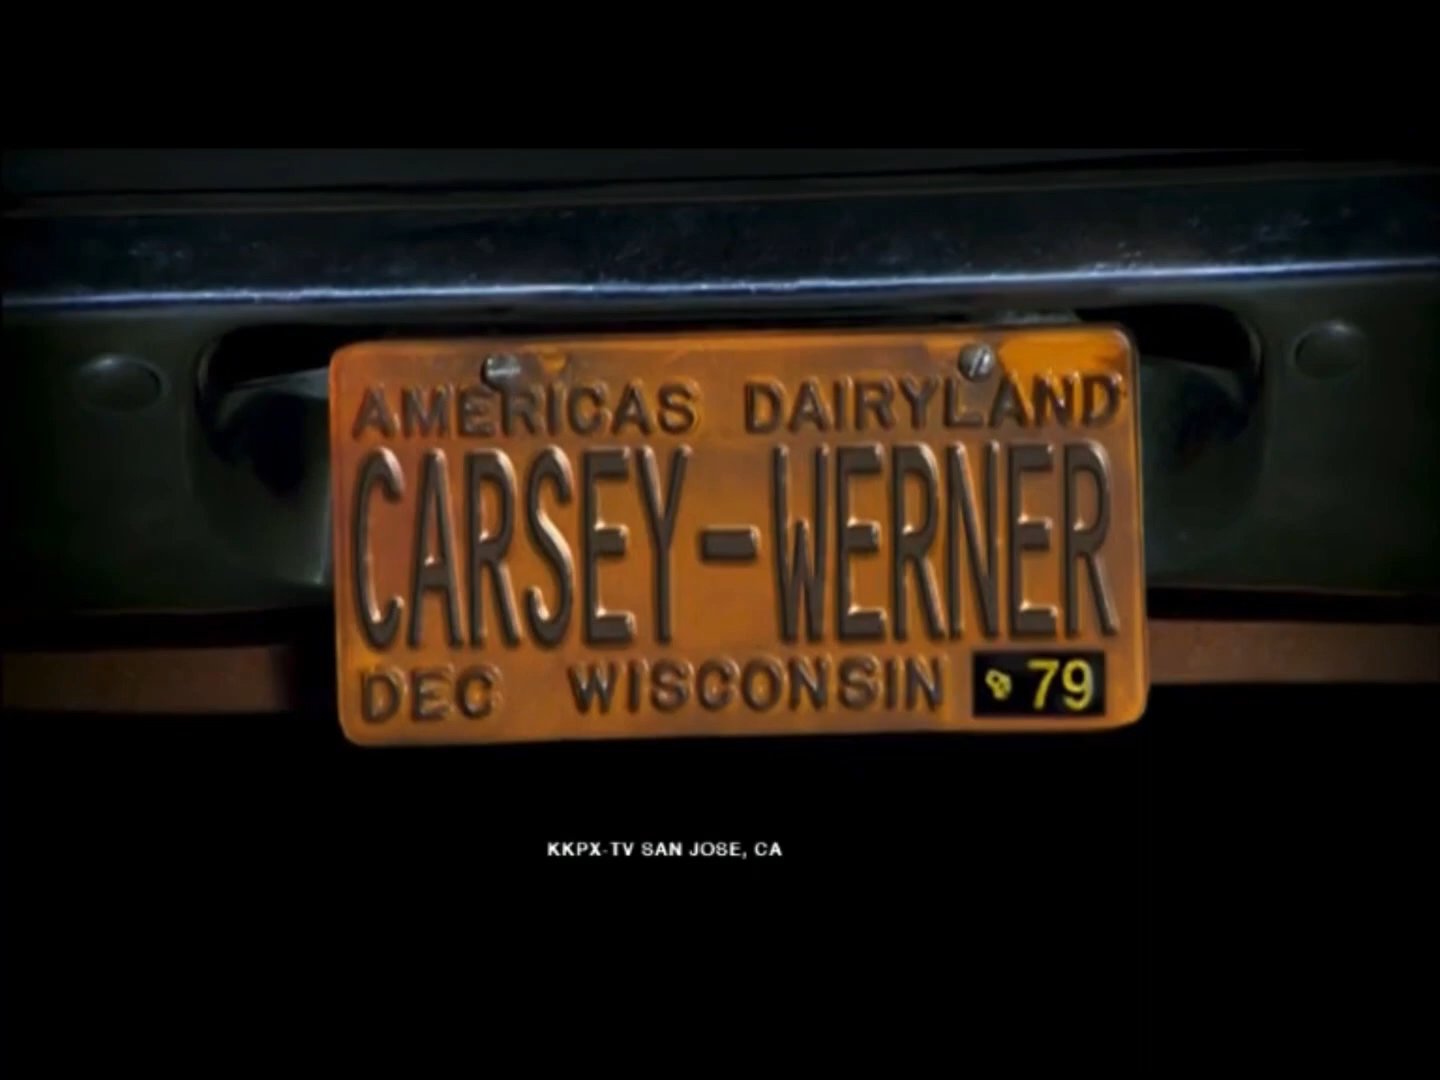 AMERICAS DAIRYLAND
CARSEY-WERNER
DEC WISCONSIN 79
KKPX-TV SAN JOSE, CA